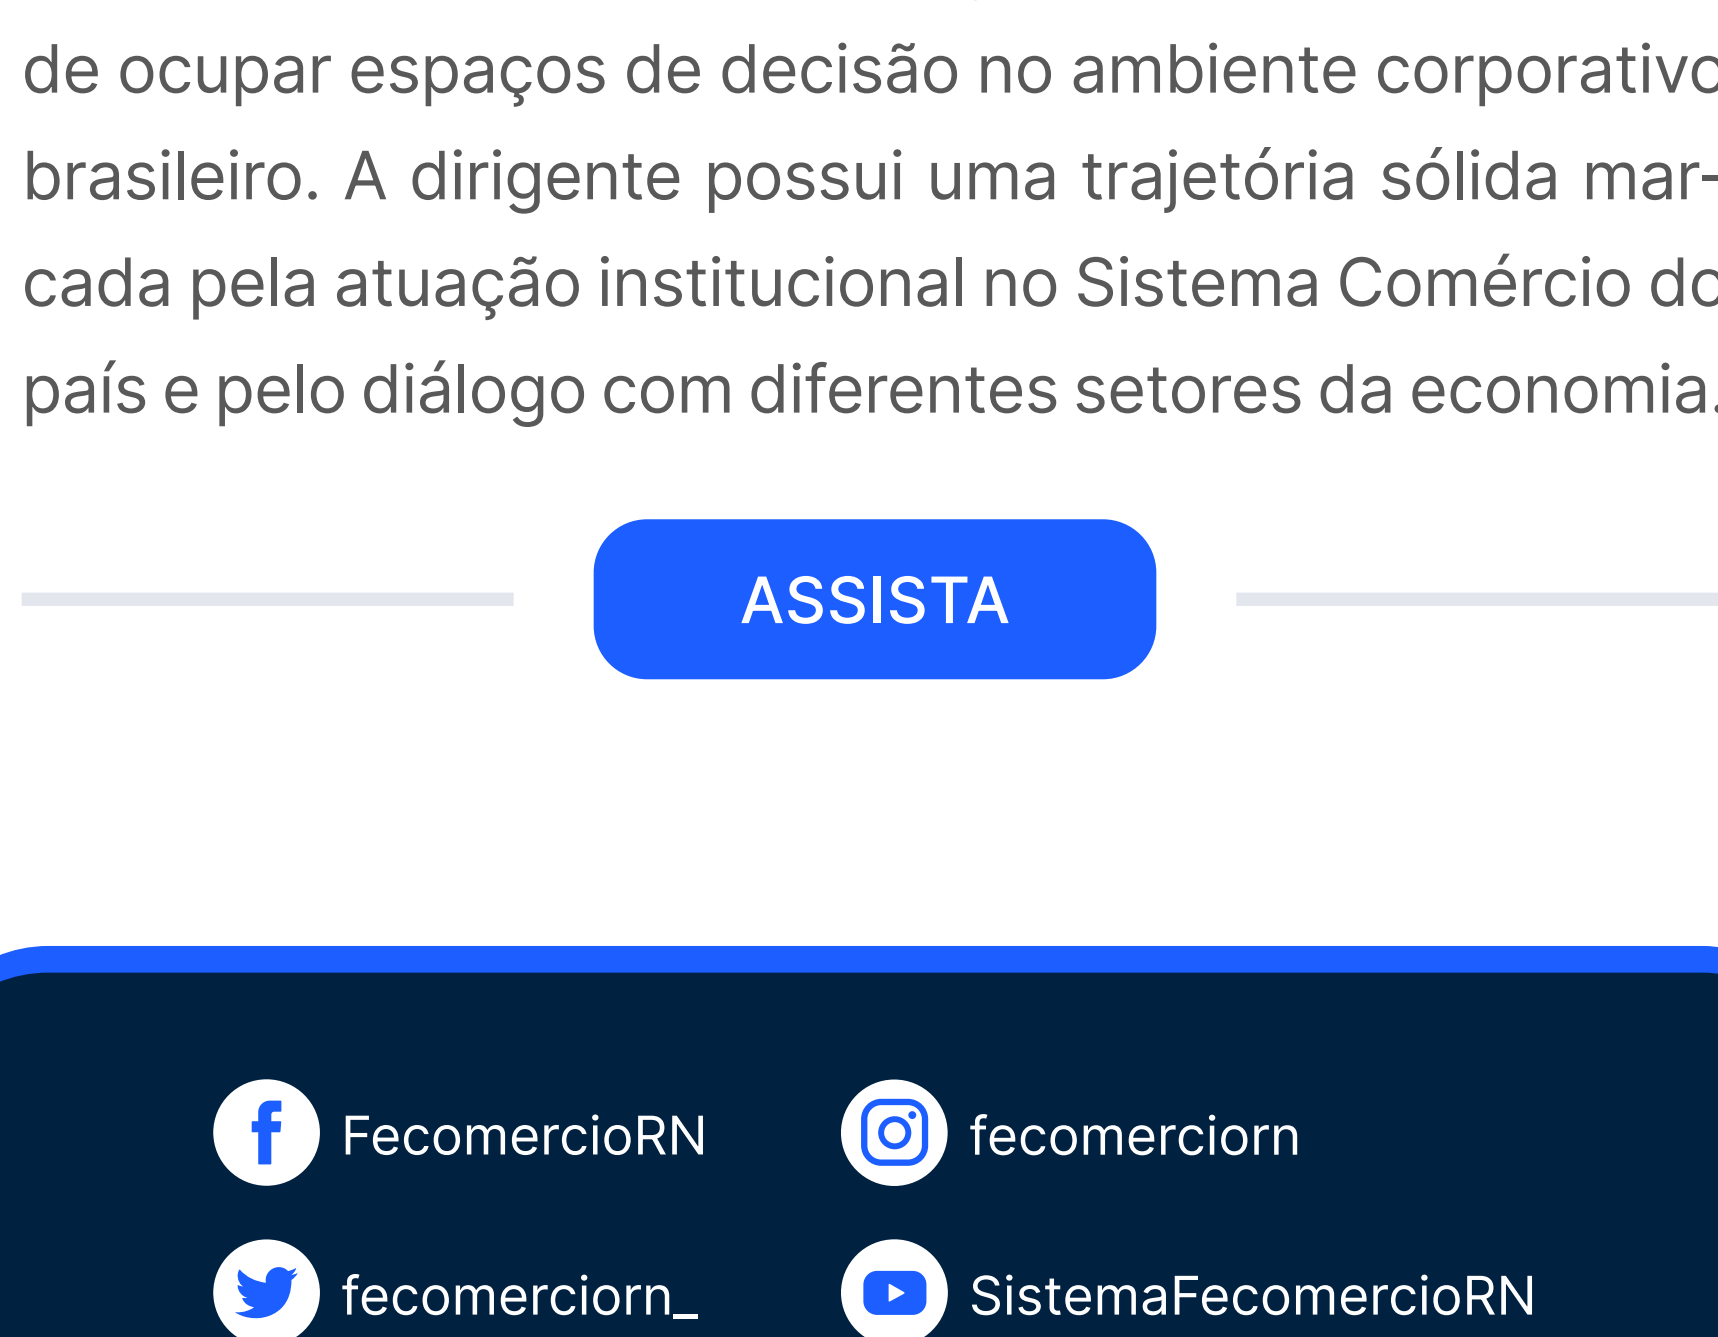 de ocupar espaços de decisão no ambiente corporativo
brasileiro. A dirigente possui uma trajetória sólida mar-
cada pela atuação institucional no Sistema Comércio do
país e pelo diálogo com diferentes setores da economia.
ASSISTA
FecomercioRN
fecomerciorn
fecomerciorn_
SistemaFecomercioRN